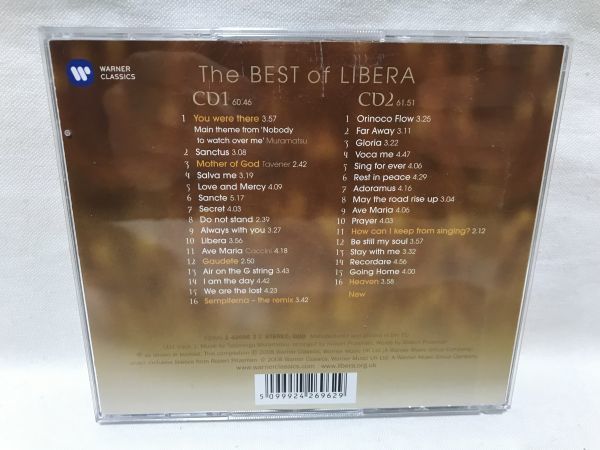 WARNER
CLASSICS
The BEST of LIBERA
CD1 60.46
1 You were there 3.57
Main theme from 'Nobody
to watch over me' Muramatsu
2 Sanctus 3.08
3 Mother of God Tavener 2.42
4 Salva me 3.19
5 Love and Mercy 4.09
6 Sancte 5.17
7 Secret 4.03
8 Do not stand 2.39
9 Always with you 3.27
10 Libera 3.56
11 Ave Maria Caccini 4.18
12 Gaudete 2.50
13 Air on the G string 3.43
14 I am the day 4.34
15 We are the lost 4.23
16 Sempiterna – the remix 3.42
CD2 61.51
1 Orinoco Flow 3.25
2 Far Away 3.11
3 Gloria 3.22
4 Voca me 4.47
5 Sing for ever 4.06
6 Rest in peace 4.29
7 Adoramus 4.16
8 May the road rise up 3.04
9 Ave Maria 4.06
10 Prayer 4.03
11 How can I keep from singing? 2.12
12 Be still my soul 3.57
13 Stay with me 3.32
14 Recordare 4.56
15 Going Home 4.00
16 Heaven 3.58
New
www.warnerclassics.com www.libera.org.uk
5 099924 269629